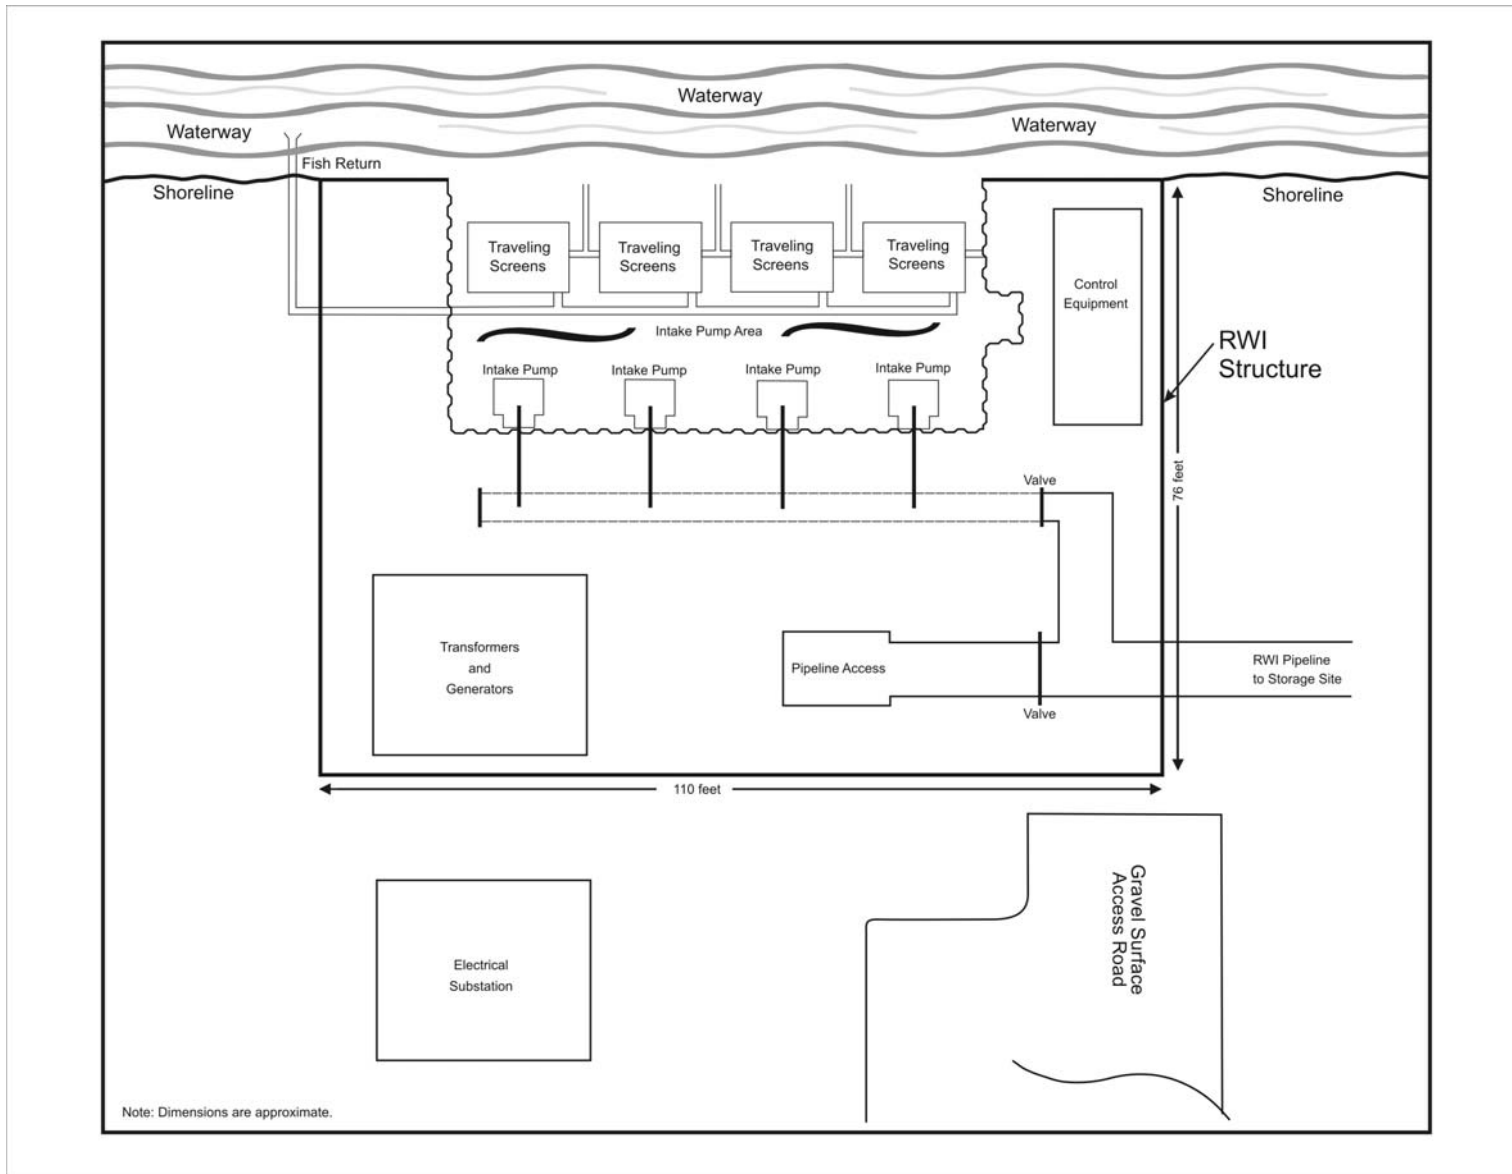 Waterway
Waterway
Waterway
Fish Return
Shoreline
Shoreline
Traveling
Screens
Traveling
Screens
Traveling
Screens
Traveling
Screens
Control
Equipment
Intake Pump Area
RWI
Structure
Intake Pump
Intake Pump
Intake Pump
Intake Pump
76 feet
Valve
Transformers
and
Generators
Pipeline Access
RWI Pipeline
to Storage Site
Valve
110 feet
Gravel Surface
Access Road
Electrical
Substation
Note: Dimensions are approximate.